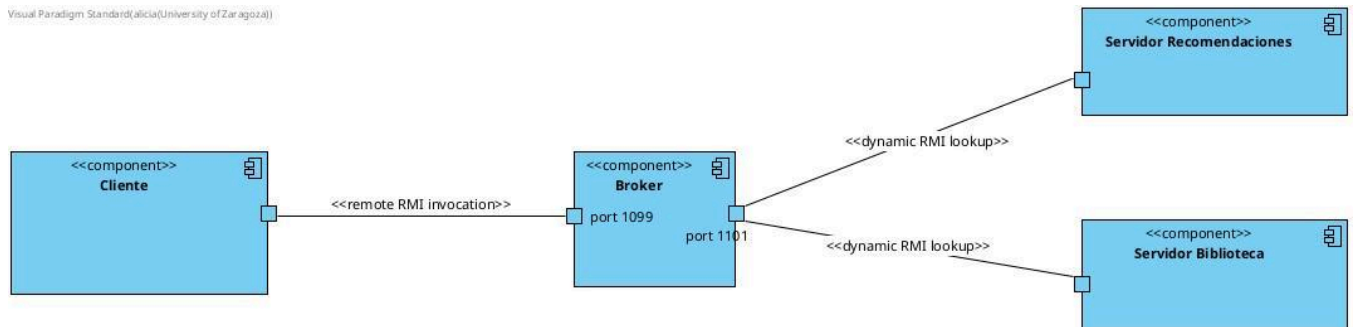 Visual Paradigm Standard(alicia(University of Zaragoza))
<<component>>
Servidor Recomendaciones
<<dynamic RMI lookup>>
<<component>>
Cliente
<<remote RMI invocation>>
<<component>>
Broker
port 1099
port 1101
<<dynamic RMI lookup>>
<<component>>
Servidor Biblioteca